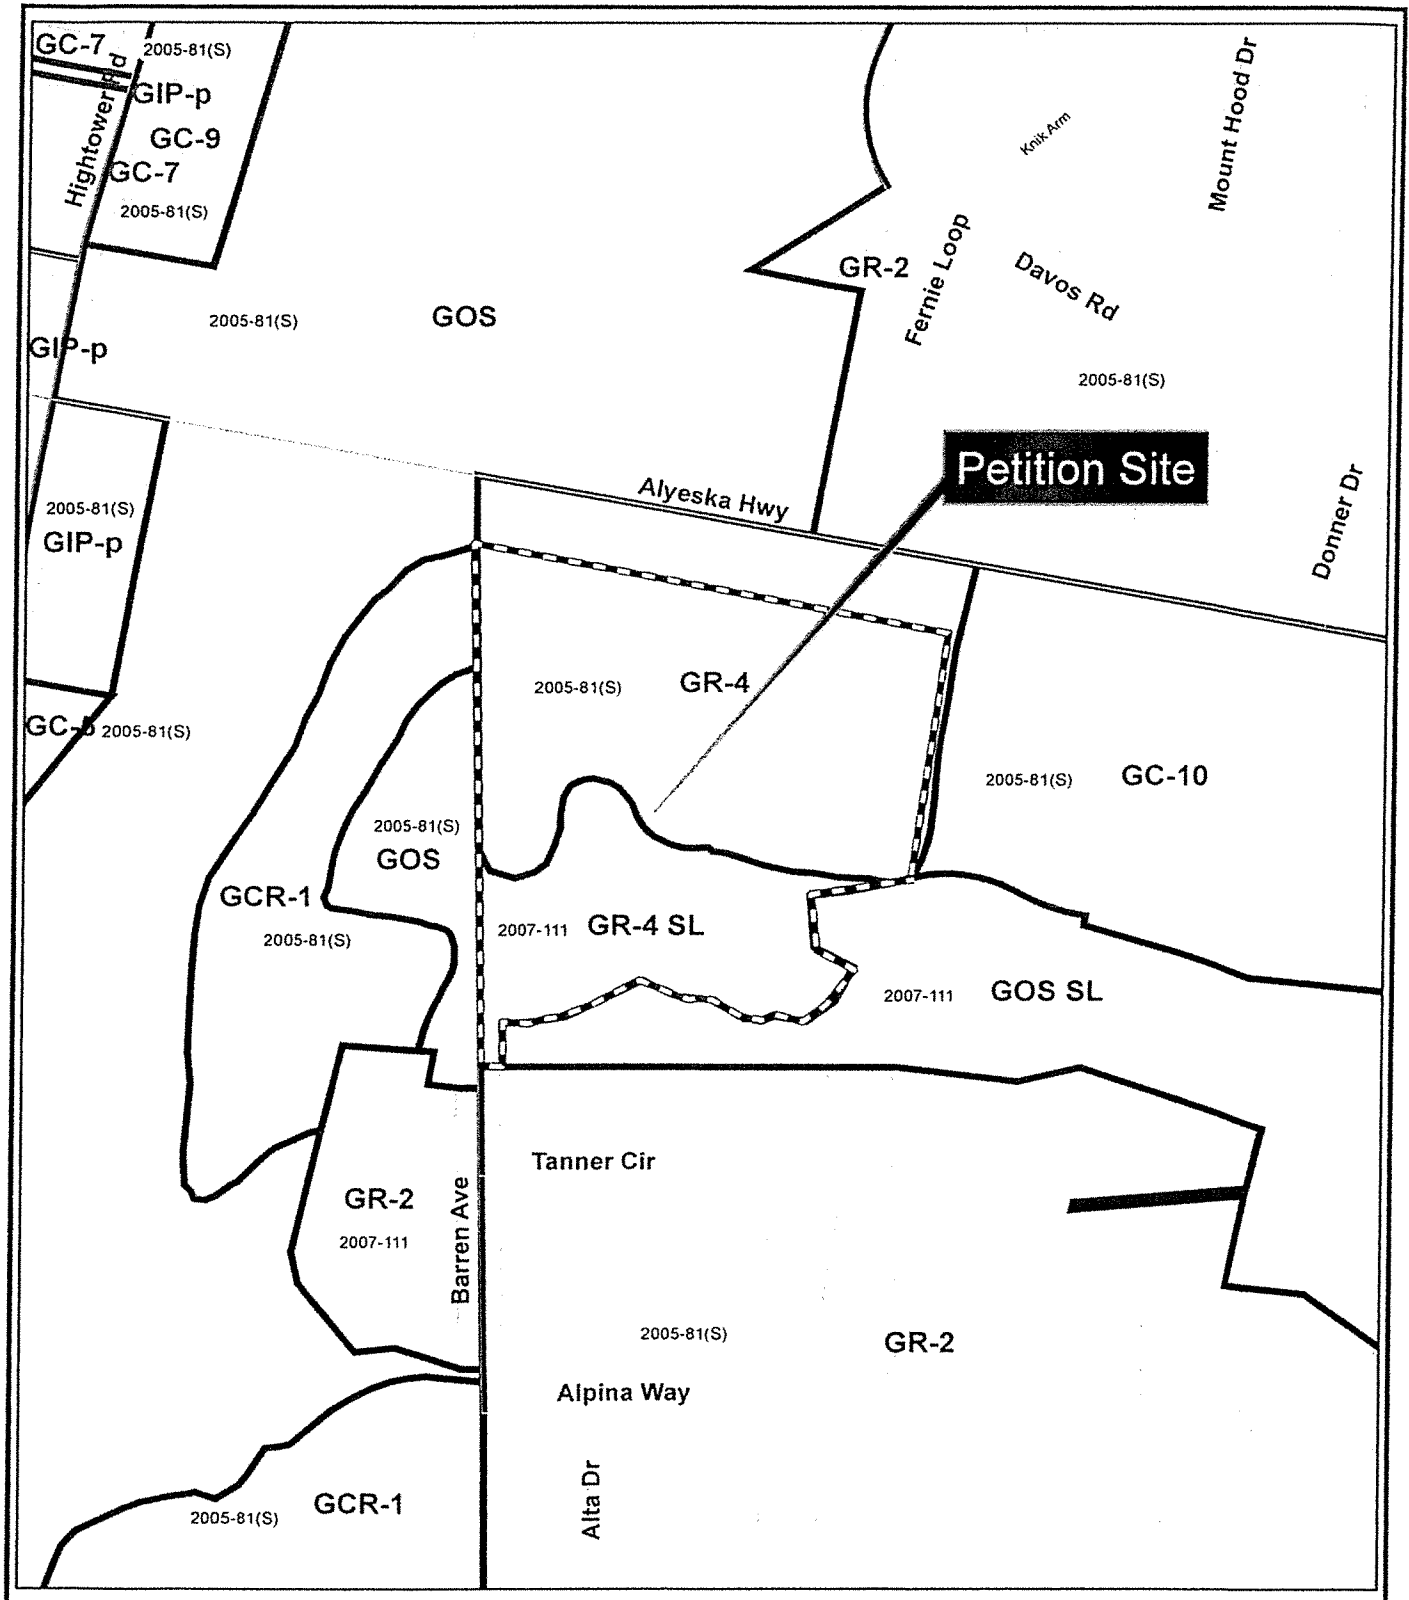 GC-7
2005-81(S)
Hightower Rd
GIP-p
GC-9
GC-7
2005-81(S)
Knik Arm
Mount Hood Dr
GR-2
Fernie Loop
Davos Rd
2005-81(S)
GOS
GIP-p
2005-81(S)
Petition Site
Alyeska Hwy
Donner Dr
2005-81(S)
GIP-p
2005-81(S)
GR-4
2005-81(S)
2005-81(S)
GC-10
2005-81(S)
GOS
GCR-1
2005-81(S)
2007-111
GR-4 SL
2007-111
GOS SL
Tanner Cir
GR-2
2007-111
Barren Ave
2005-81(S)
GR-2
Alpina Way
Alta Dr
GCR-1
2005-81(S)